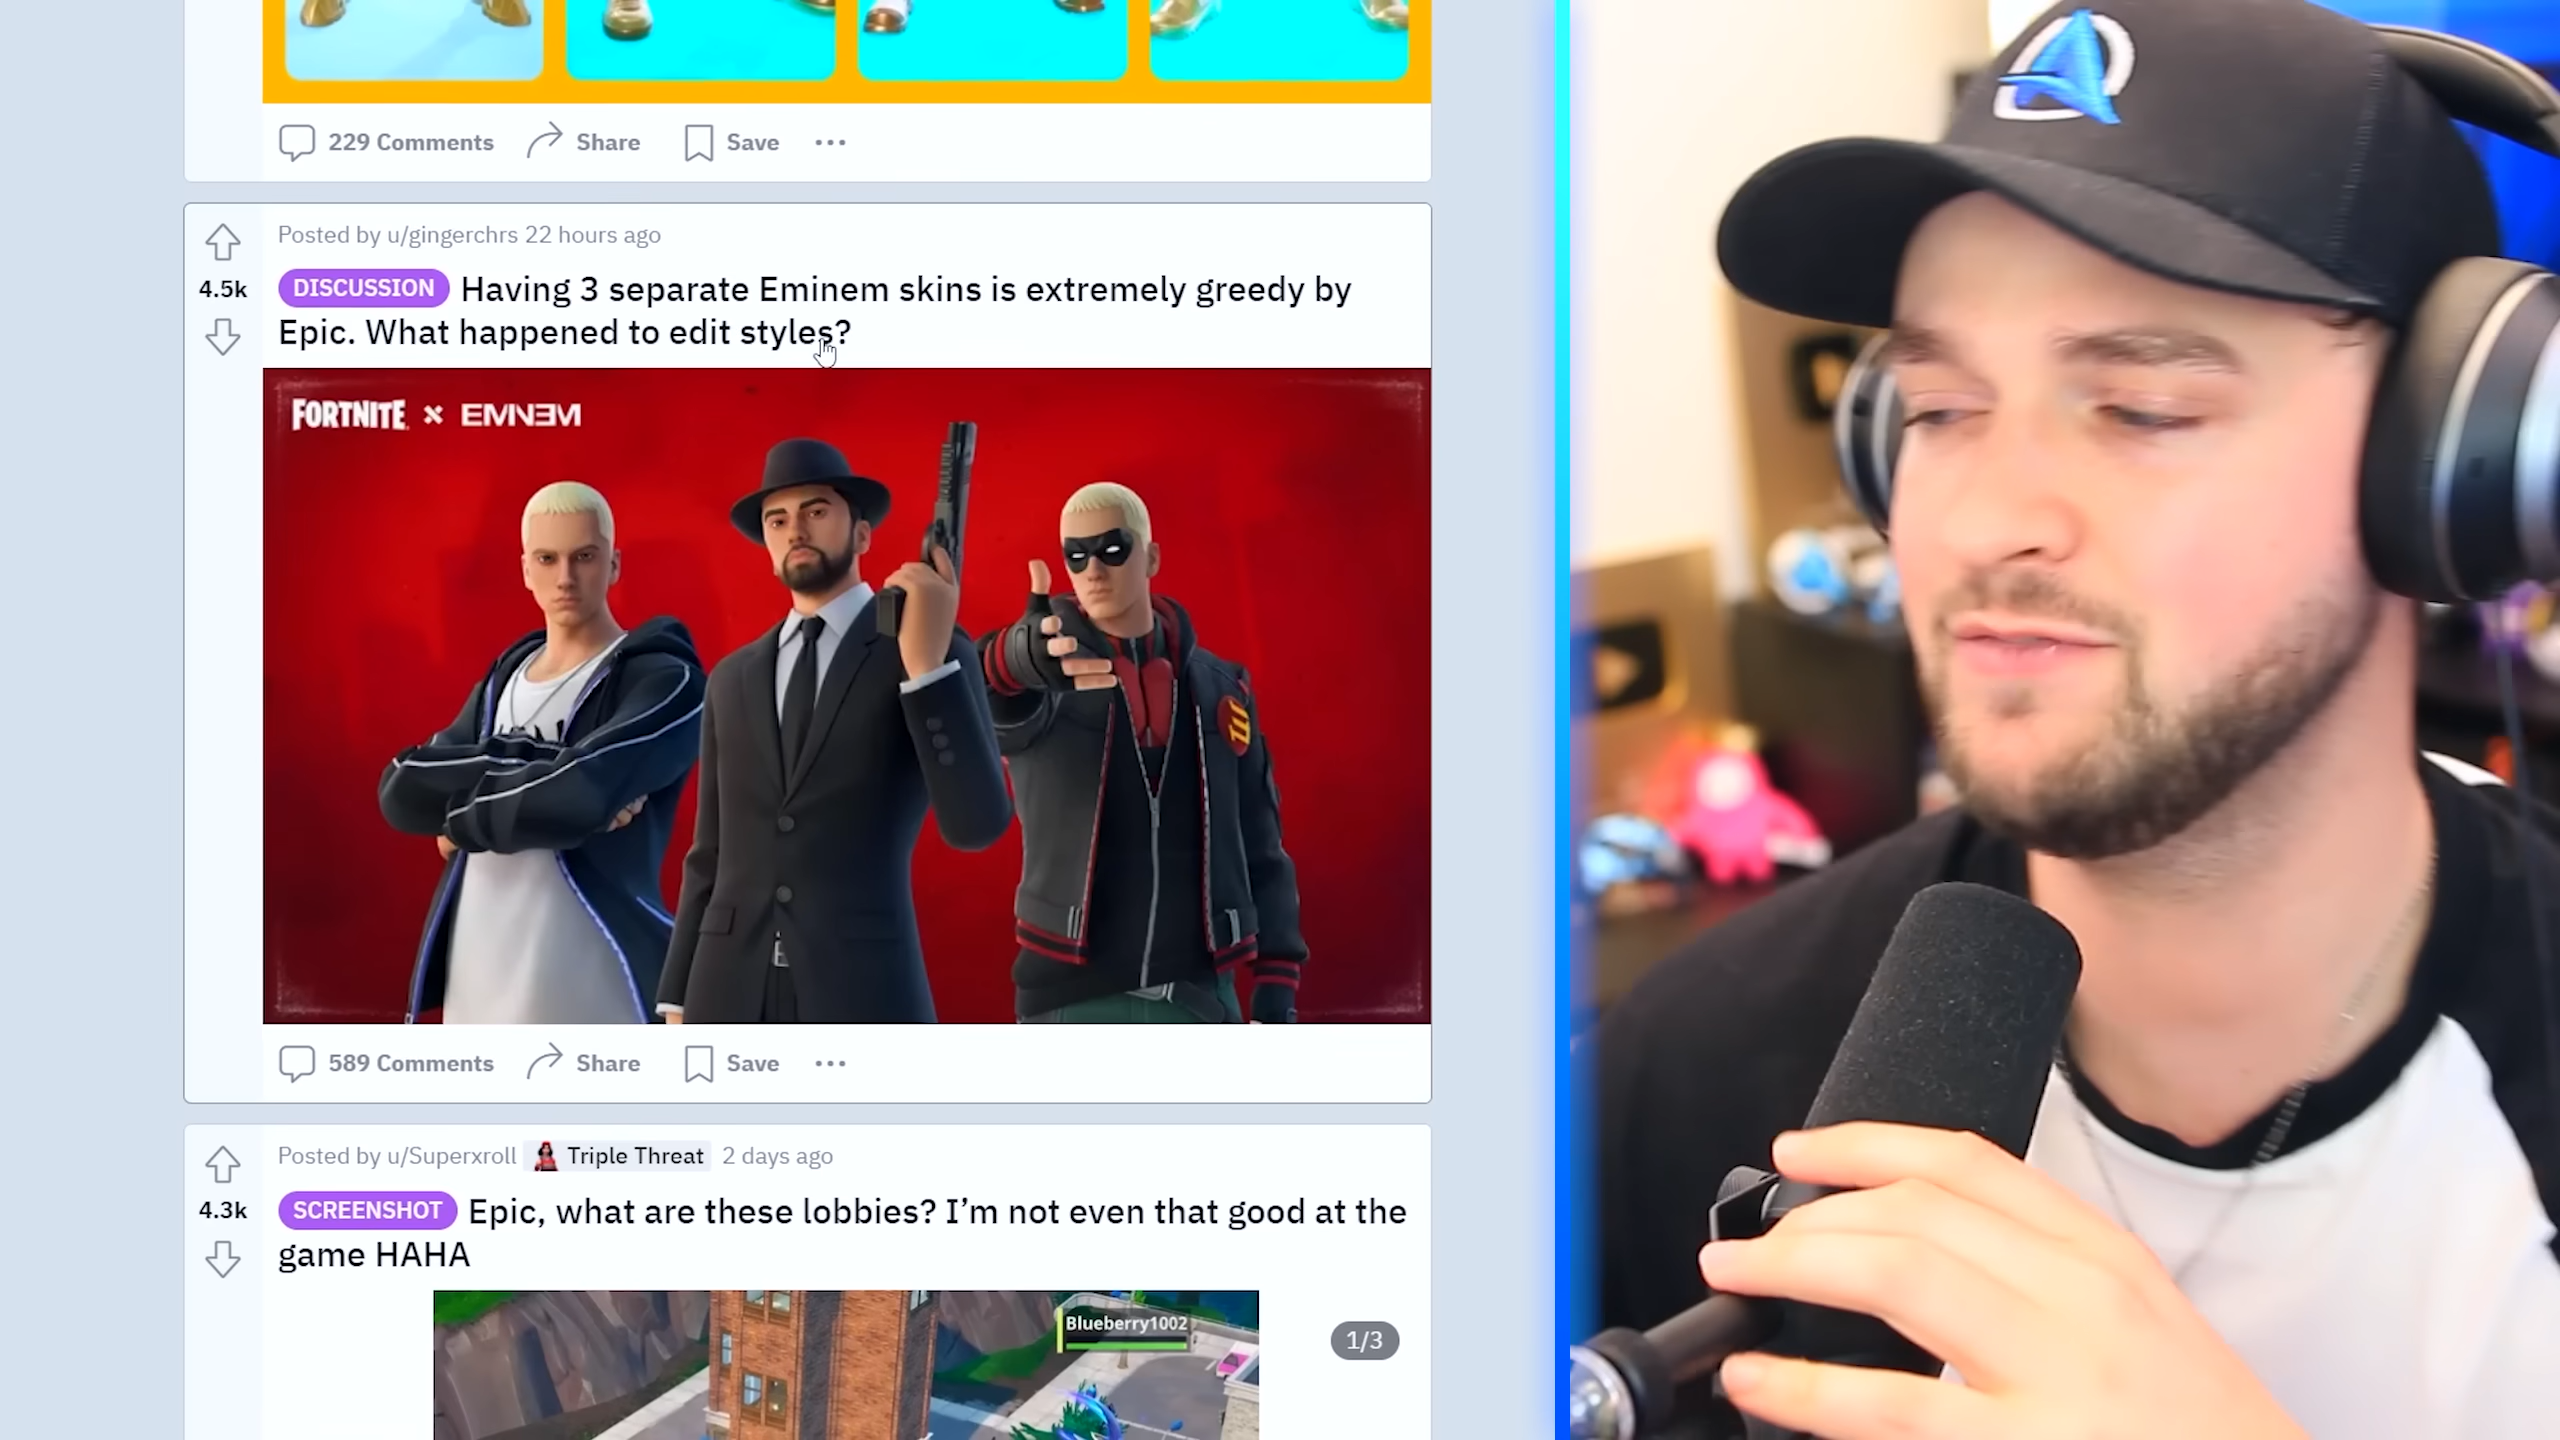 229 Comments Share Save
Posted by u/gingerchrs 22 hours ago
4.5k
DISCUSSION Having 3 separate Eminem skins is extremely greedy by
Epic. What happened to edit styles?
FORTNITE x EMNEM
589 Comments Share Save
Posted by u/Superxroll Triple Threat 2 days ago
4.3k
SCREENSHOT Epic, what are these lobbies? I’m not even that good at the
game HAHA
Blueberry1002
1/3